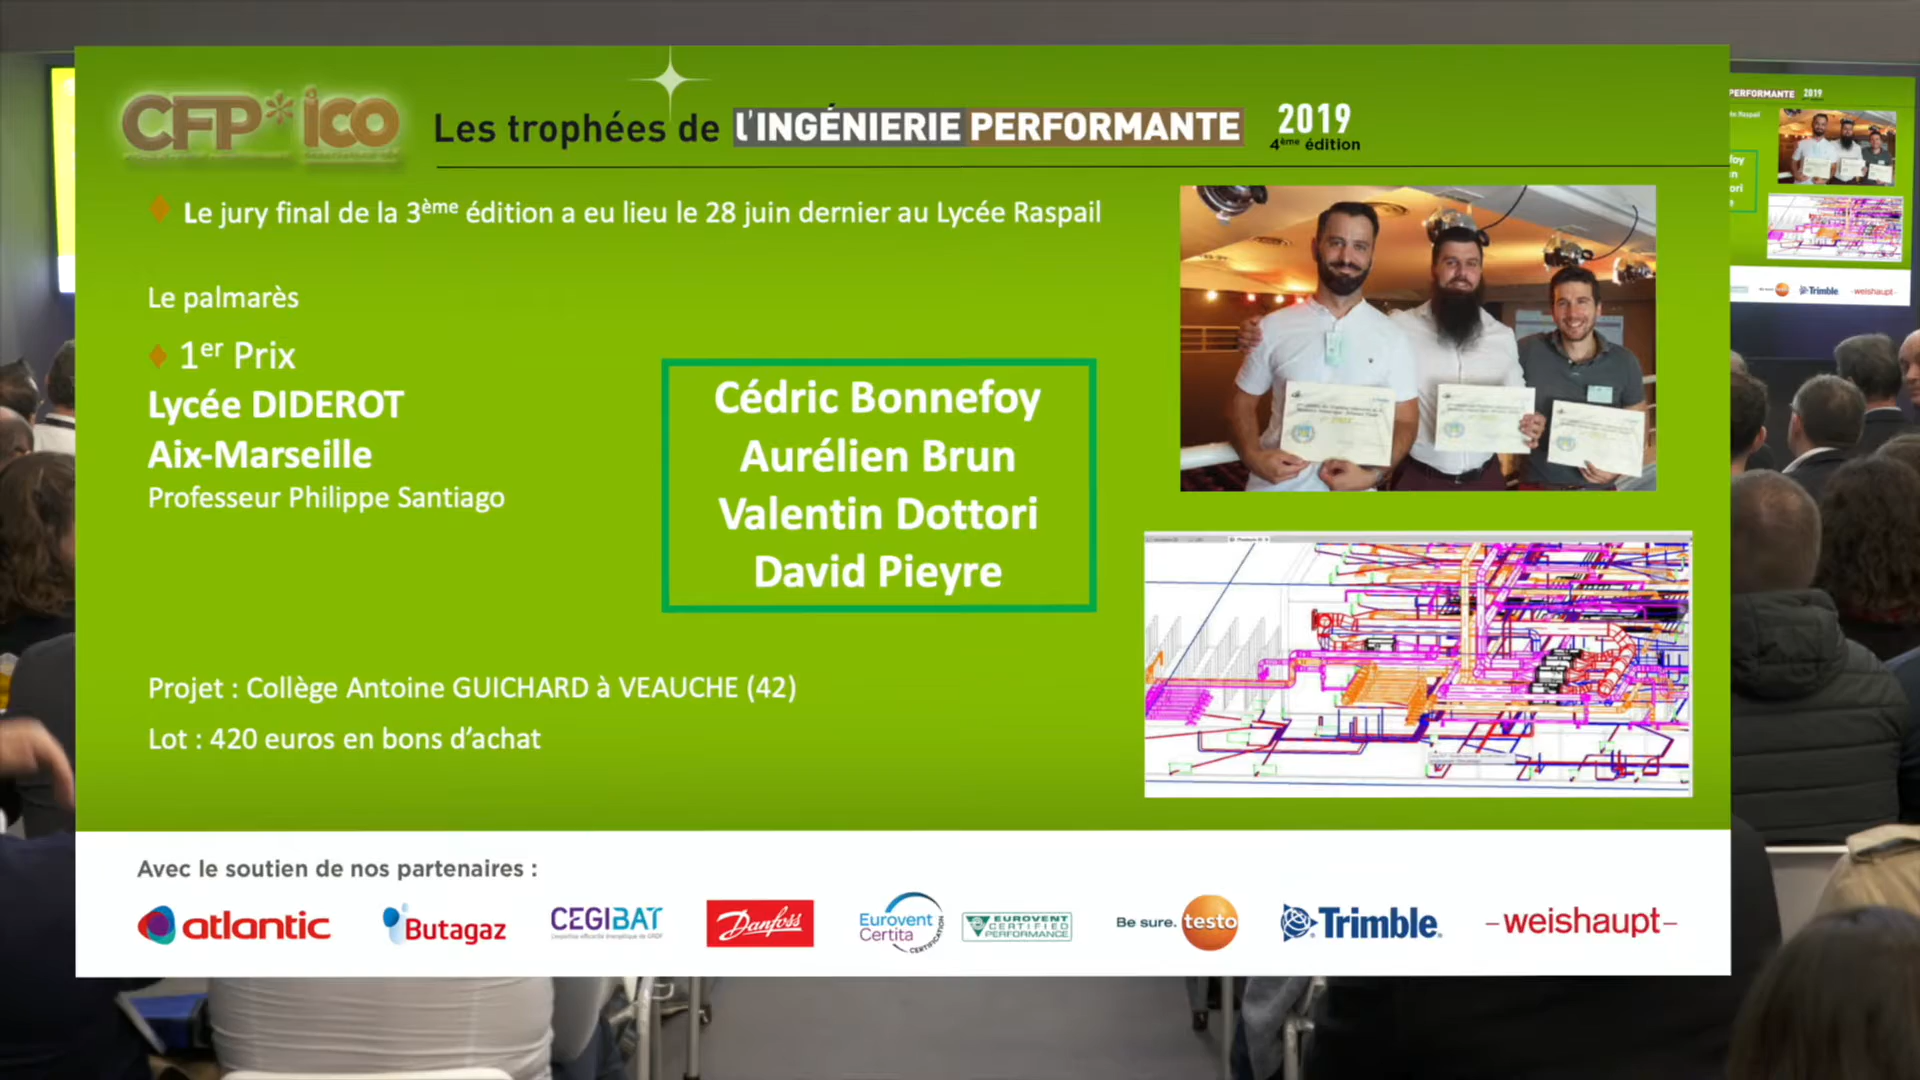 CFP* ico
Les trophées de L'INGÉNIERIE PERFORMANTE 2019
4ème édition
Le jury final de la 3ème édition a eu lieu le 28 juin dernier au Lycée Raspail
Le palmarès
1er Prix
Lycée DIDEROT
Aix-Marseille
Professeur Philippe Santiago
Cédric Bonnefoy
Aurélien Brun
Valentin Dottori
David Pieyre
Projet : Collège Antoine GUICHARD à VEAUCHE (42)
Lot : 420 euros en bons d'achat
Avec le soutien de nos partenaires :
atlantic
Butagaz
CEGIBAT
Danfoss
Eurovent
Certita
CERTIFICATION
EUROVENT
CERTIFIED
PERFORMANCE
Be sure. testo
Trimble
-weishaupt-
PERFORMANTE 2019
Trimble
-weishaupt-